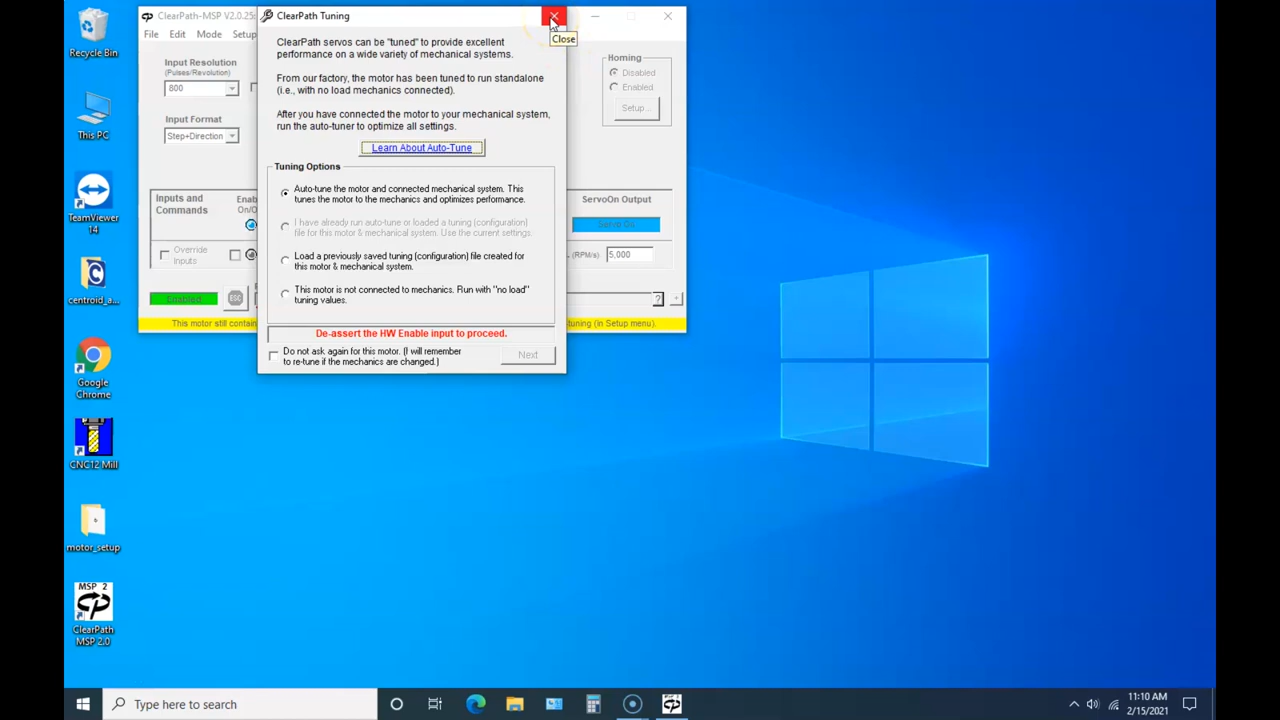 Recycle Bin
This PC
TeamViewer
14
centroid_a...
Google
Chrome
CNC12 Mill
motor_setup
MSP 2
ClearPath
MSP 2.0
ClearPath-MSP V2.0.25:
File Edit Mode Setu
Input Resolution
(Pulses/Revolution)
800
Input Format
Step+Direction
Inputs and
Commands
Enab
On/O
Override
Inputs
Enabled
ESC
This motor still contain
ClearPath Tuning
Close
ClearPath servos can be "tuned" to provide excellent
performance on a wide variety of mechanical systems.
From our factory, the motor has been tuned to run standalone
(i.e., with no load mechanics connected).
After you have connected the motor to your mechanical system,
run the auto-tuner to optimize all settings.
Learn About Auto-Tune
Tuning Options
Auto-tune the motor and connected mechanical system. This
tunes the motor to the mechanics and optimizes performance.
I have already run auto-tune or loaded a tuning (configuration)
file for this motor & mechanical system. Use the current settings.
Load a previously saved tuning (configuration) file created for
this motor & mechanical system.
This motor is not connected to mechanics. Run with "no load"
tuning values.
De-assert the HW Enable input to proceed.
Do not ask again for this motor. (I will remember
to re-tune if the mechanics are changed.)
Next
Homing
Disabled
Enabled
Setup...
ServoOn Output
Servo On
(RPM/s) 5,000
?
+
tuning (in Setup menu).
Type here to search
11:10 AM
2/15/2021